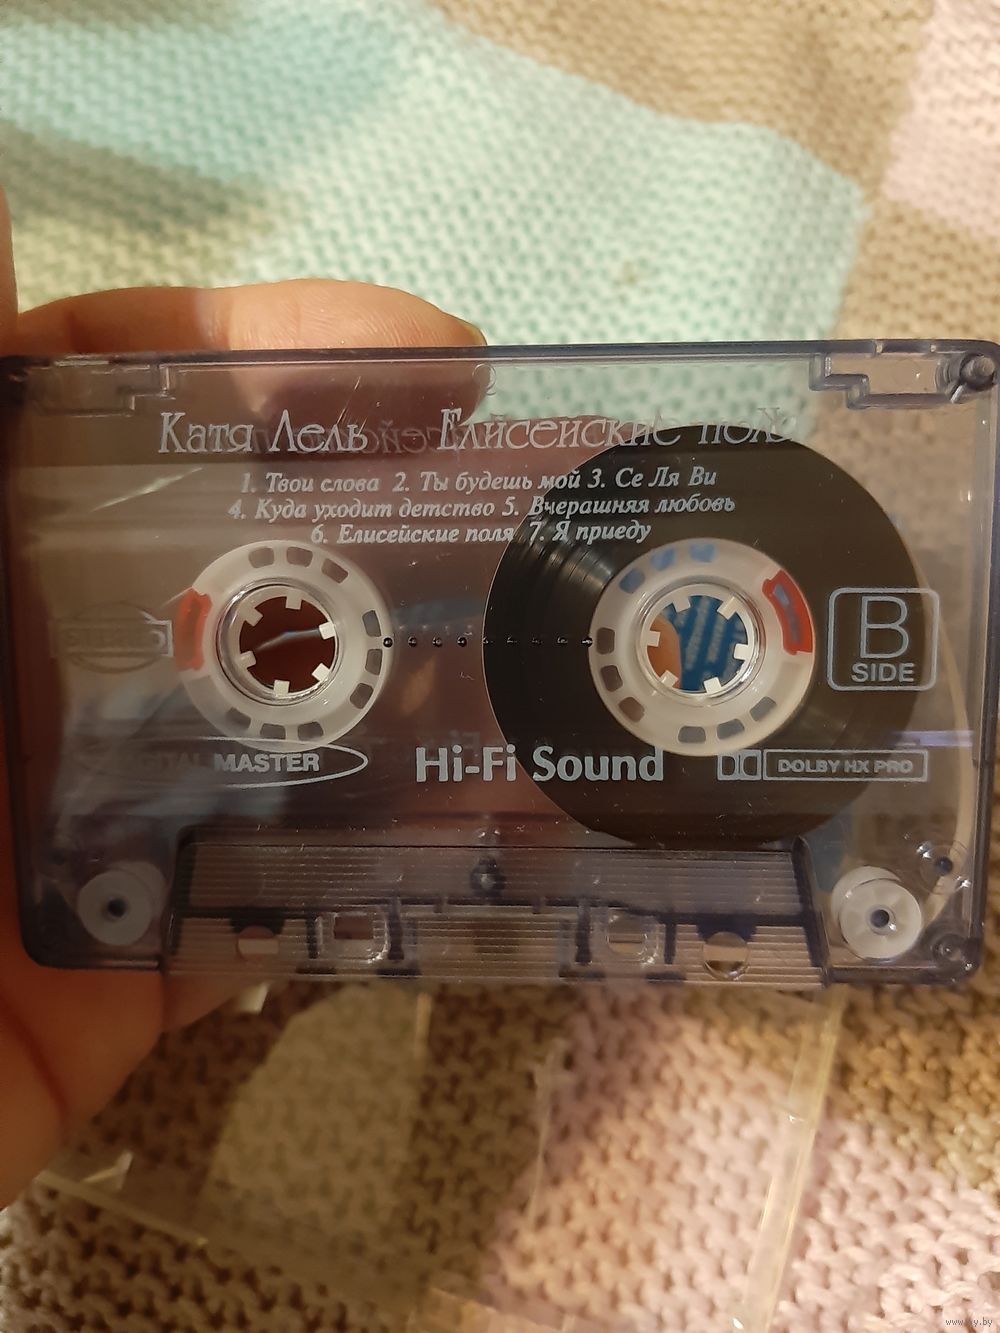 Катя Лель Елисейские поля
1. Твои слова 2. Ты будешь мой 3. Се Ля Ви
4. Куда уходит детство 5. Вчерашняя любовь
6. Елисейские поля 7. Я приеду
STEREO
B
SIDE
DIGITAL MASTER
Hi-Fi Sound
DOLBY HX PRO